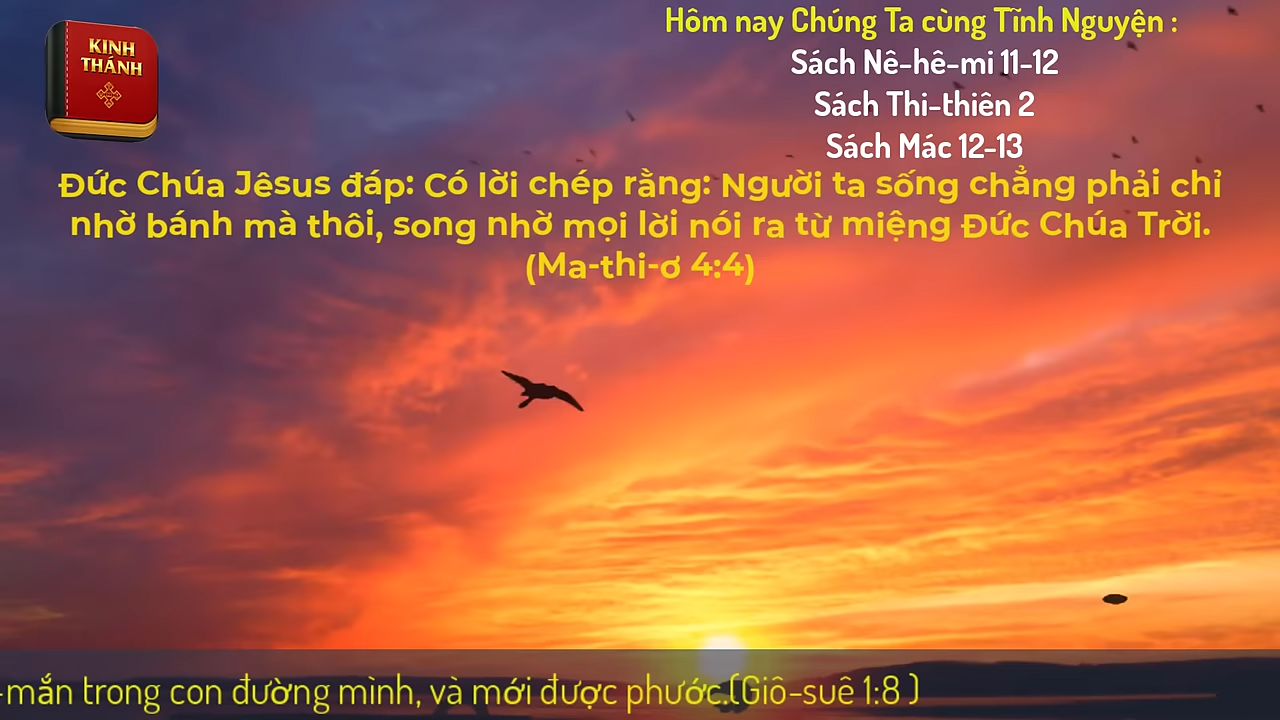 KINH
THÁNH
Hôm nay Chúng Ta cùng Tĩnh Nguyện :
Sách Nê-hê-mi 11-12
Sách Thi-thiên 2
Sách Mác 12-13
Đức Chúa Jêsus đáp: Có lời chép rằng: Người ta sống chẳng phải chỉ
nhờ bánh mà thôi, song nhờ mọi lời nói ra từ miệng Đức Chúa Trời.
(Ma-thi-ơ 4:4)
-mắn trong con đường mình, và mới được phước.(Giô-suê 1:8 )